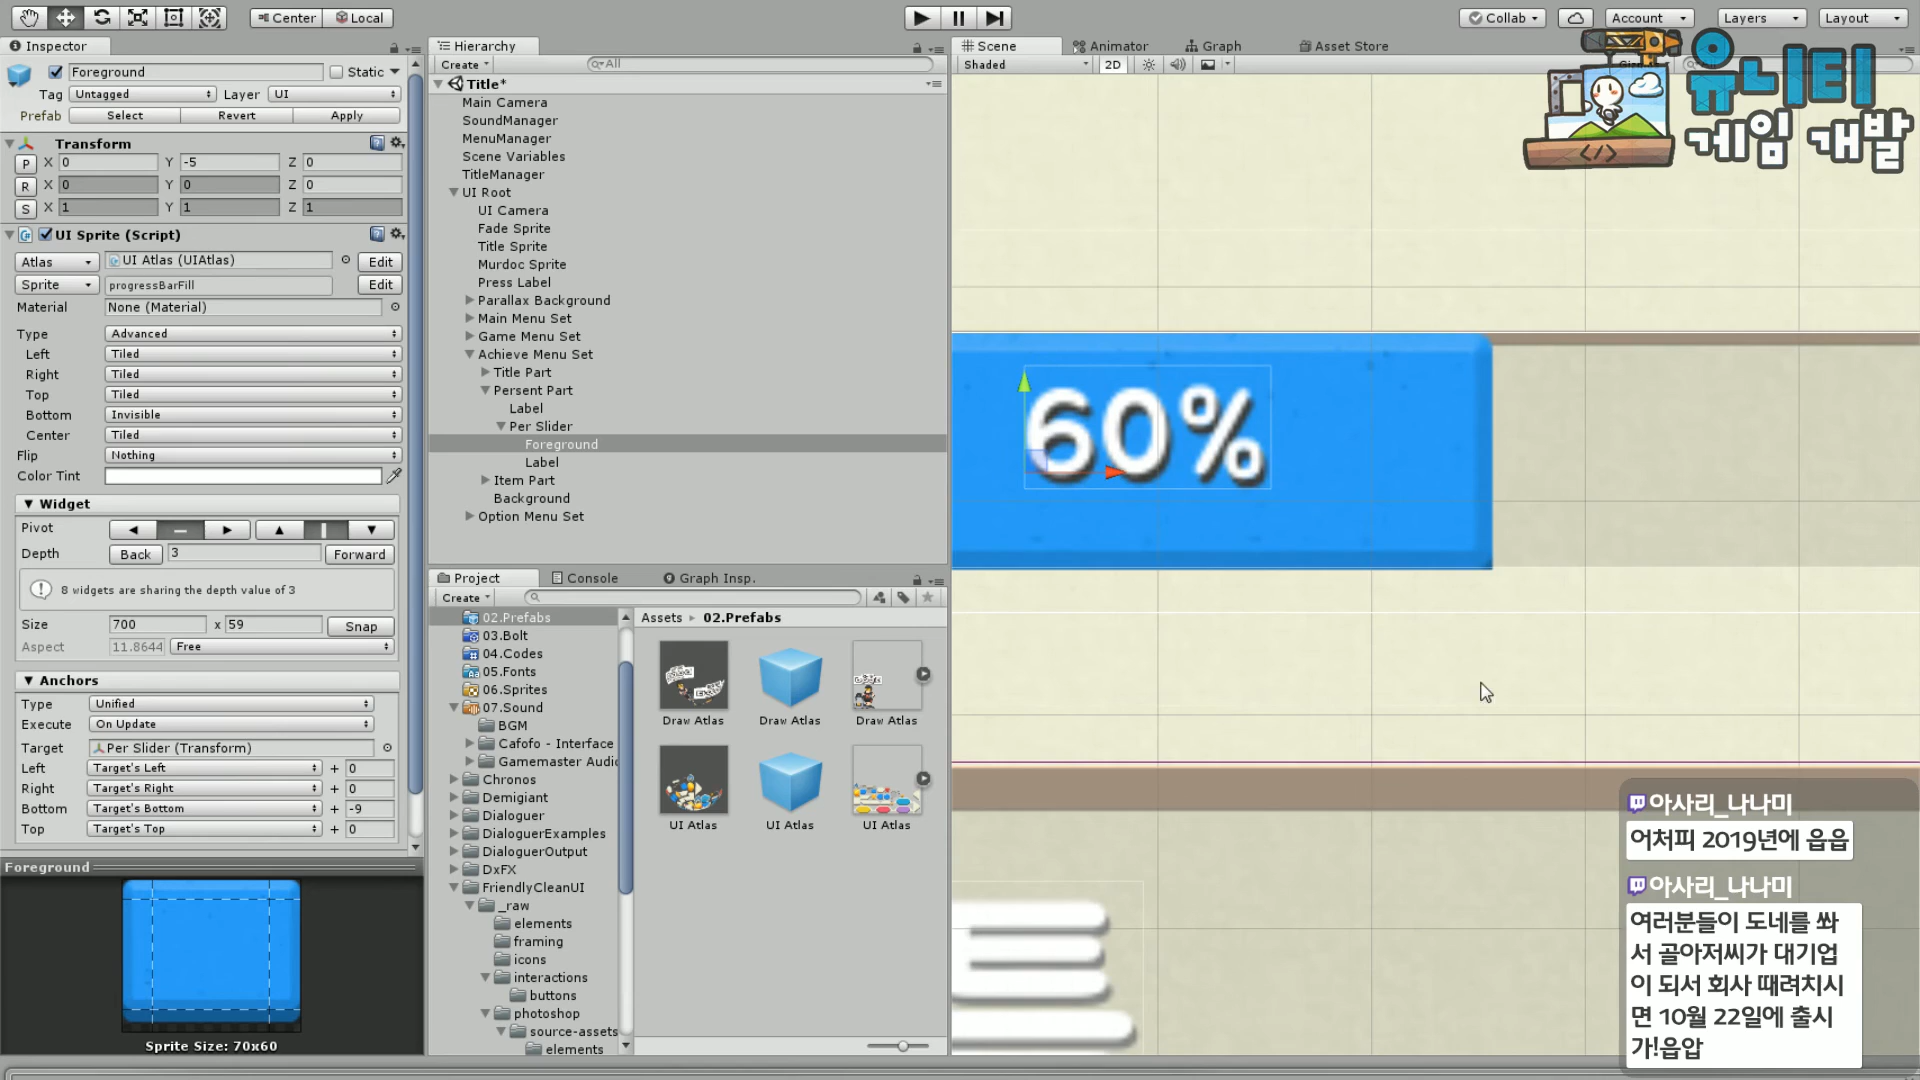 Center
Local
Collab
Account
Layers
Layout
Inspector
Foreground
Static
Tag Untagged Layer UI
Prefab Select Revert Apply
Transform
P X 0 Y -5 Z 0
R X 0 Y 0 Z 0
S X 1 Y 1 Z 1
UI Sprite (Script)
Atlas UI Atlas (UIAtlas) Edit
Sprite progressBarFill Edit
Material None (Material)
Type Advanced
Left Tiled
Right Tiled
Top Tiled
Bottom Invisible
Center Tiled
Flip Nothing
Color Tint
Widget
Pivot
Depth Back 3 Forward
8 widgets are sharing the depth value of 3
Size 700 x 59 Snap
Aspect 11.8644 Free
Anchors
Type Unified
Execute On Update
Target Per Slider (Transform)
Left Target's Left + 0
Right Target's Right + 0
Bottom Target's Bottom + -9
Top Target's Top + 0
Foreground
Sprite Size: 70x60
Hierarchy
Create All
Title*
Main Camera
SoundManager
MenuManager
Scene Variables
TitleManager
UI Root
UI Camera
Fade Sprite
Title Sprite
Murdoc Sprite
Press Label
Parallax Background
Main Menu Set
Game Menu Set
Achieve Menu Set
Title Part
Persent Part
Label
Per Slider
Foreground
Label
Item Part
Background
Option Menu Set
Project Console Graph Insp.
Create
02.Prefabs
03.Bolt
04.Codes
05.Fonts
06.Sprites
07.Sound
BGM
Cafofo - Interface
Gamemaster Audi
Chronos
Demigiant
Dialoguer
DialoguerExamples
DialoguerOutput
DxFX
FriendlyCleanUI
_raw
elements
framing
icons
interactions
buttons
photoshop
source-assets
elements
Assets 02.Prefabs
Draw Atlas Draw Atlas Draw Atlas
UI Atlas UI Atlas UI Atlas
Scene Animator Graph Asset Store
Shaded 2D
60%
유니티
게임 개발
</>
아사리_나나미
어처피 2019년에 읍읍
아사리_나나미
여러분들이 도네를 쏴
서 골아저씨가 대기업
이 되서 회사 때려치시
면 10월 22일에 출시
가!읍압